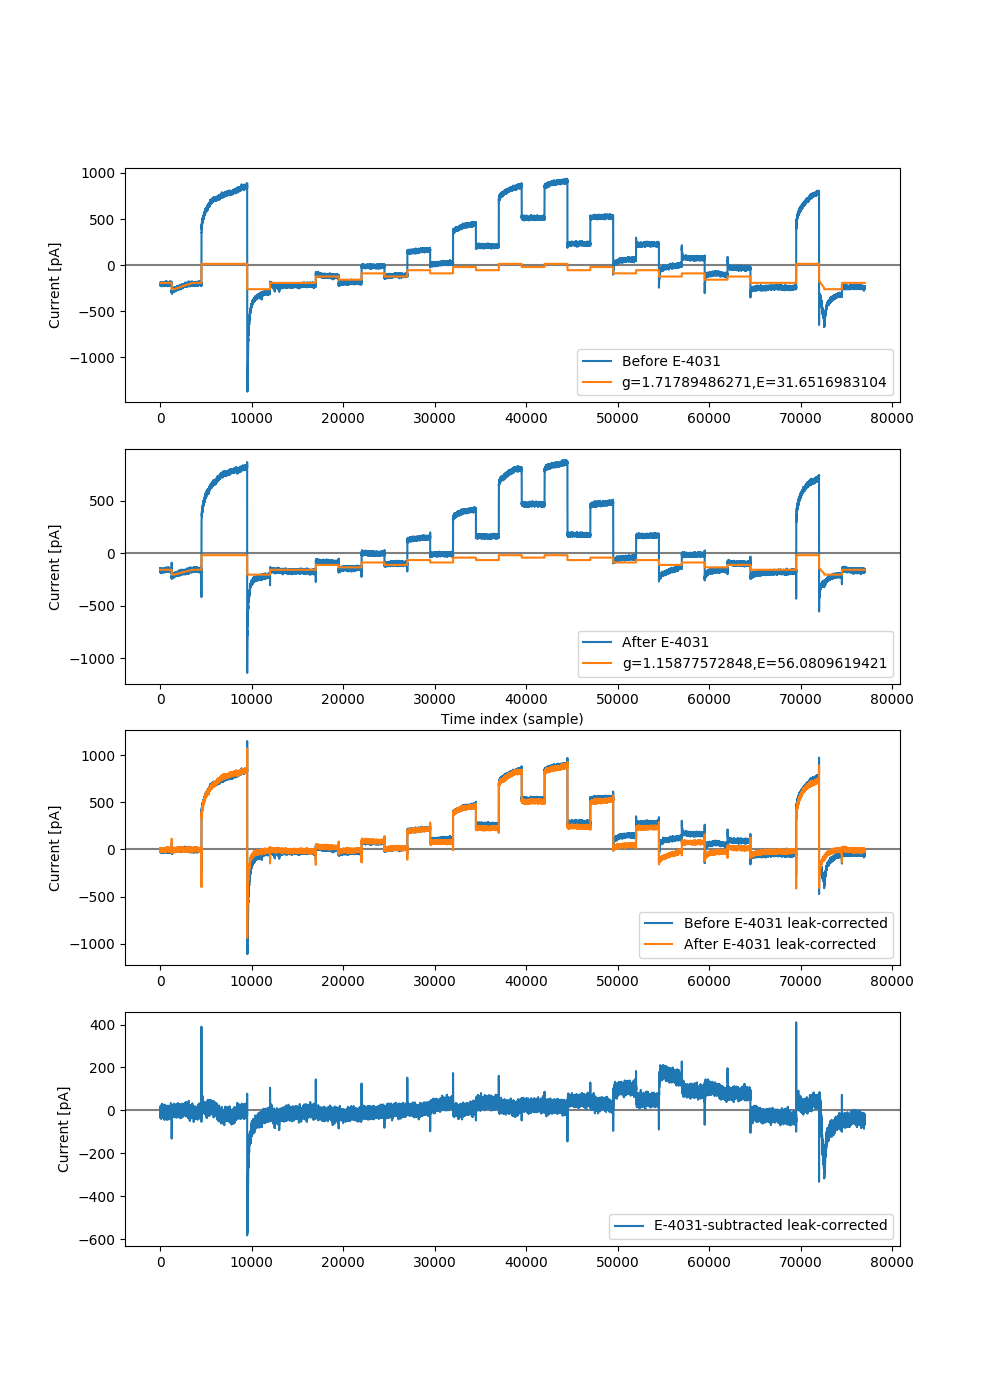 1000
500
0
−500
−1000
Current [pA]
Before E-4031
g=1.71789486271,E=31.6516983104
0 10000 20000 30000 40000 50000 60000 70000 80000
500
0
−500
−1000
Current [pA]
After E-4031
g=1.15877572848,E=56.0809619421
0 10000 20000 30000 40000 50000 60000 70000 80000
Time index (sample)
1000
500
0
−500
−1000
Current [pA]
Before E-4031 leak-corrected
After E-4031 leak-corrected
0 10000 20000 30000 40000 50000 60000 70000 80000
400
200
0
−200
−400
−600
Current [pA]
E-4031-subtracted leak-corrected
0 10000 20000 30000 40000 50000 60000 70000 80000